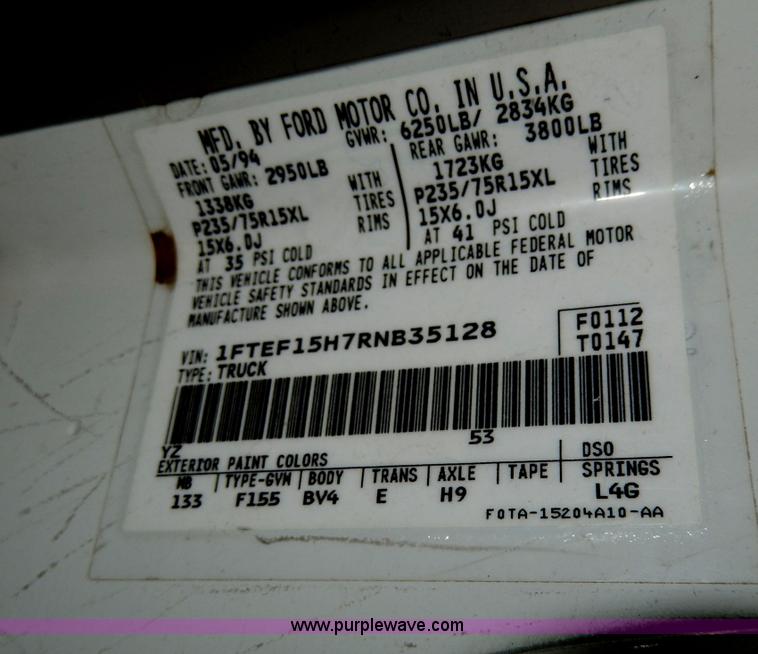 MFD. BY FORD MOTOR CO. IN U.S.A.
DATE: 05/94 GVWR: 6250LB/ 2834KG
FRONT GAWR: 2950LB REAR GAWR: 3800LB
1338KG WITH 1723KG WITH
P235/75R15XL TIRES P235/75R15XL TIRES
15X6.0J RIMS 15X6.0J RIMS
AT 35 PSI COLD AT 41 PSI COLD
THIS VEHICLE CONFORMS TO ALL APPLICABLE FEDERAL MOTOR
VEHICLE SAFETY STANDARDS IN EFFECT ON THE DATE OF
MANUFACTURE SHOWN ABOVE.
VIN: 1FTEF15H7RNB35128 F0112
TYPE: TRUCK T0147
YZ 53
EXTERIOR PAINT COLORS DSO
WB TYPE-GVM BODY TRANS AXLE TAPE SPRINGS
133 F155 BV4 E H9 L4G
F0TA-15204A10-AA
www.purplewave.com